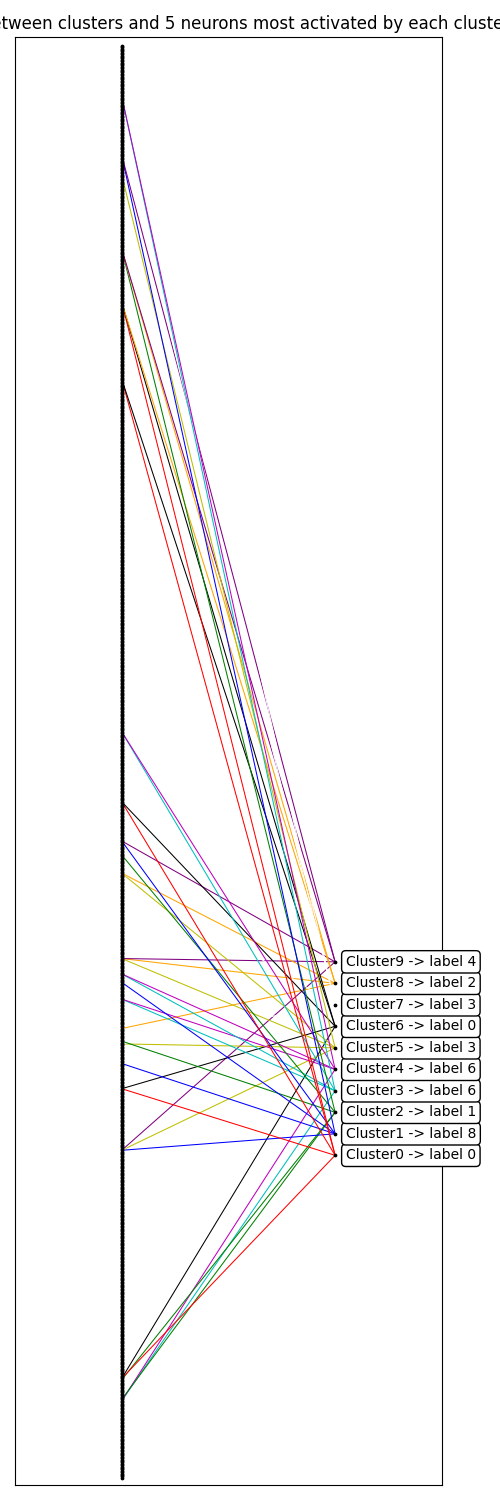 between clusters and 5 neurons most activated by each cluster
Cluster9 -> label 4
Cluster8 -> label 2
Cluster7 -> label 3
Cluster6 -> label 0
Cluster5 -> label 3
Cluster4 -> label 6
Cluster3 -> label 6
Cluster2 -> label 1
Cluster1 -> label 8
Cluster0 -> label 0